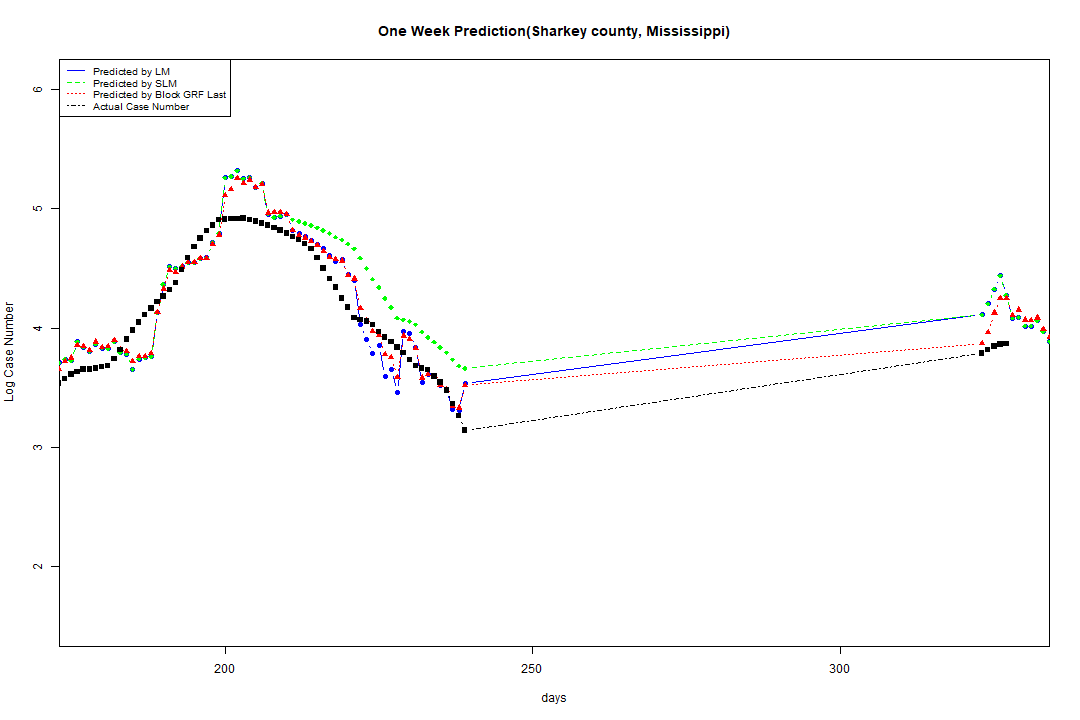 One Week Prediction(Sharkey county, Mississippi)
Predicted by LM
Predicted by SLM
Predicted by Block GRF Last
Actual Case Number
Log Case Number
6
5
4
3
2
200
250
300
days